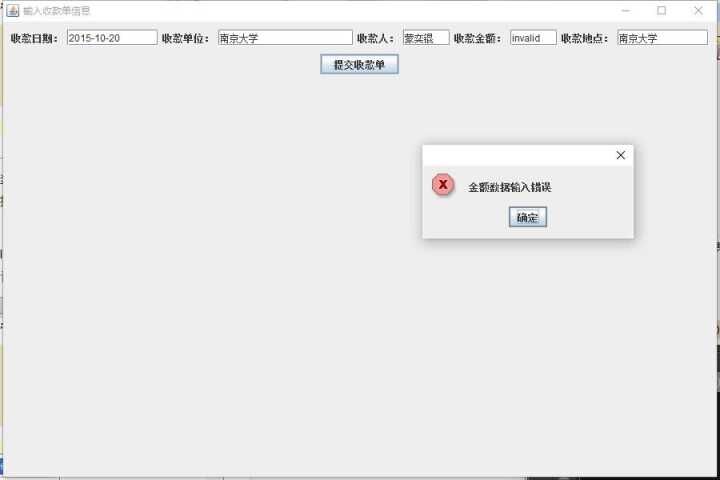 输入收款单信息
收款日期: 2015-10-20 收款单位: 南京大学 收款人: 蒙奕锟 收款金额: invalid 收款地点: 南京大学
提交收款单
金额数据输入错误
确定